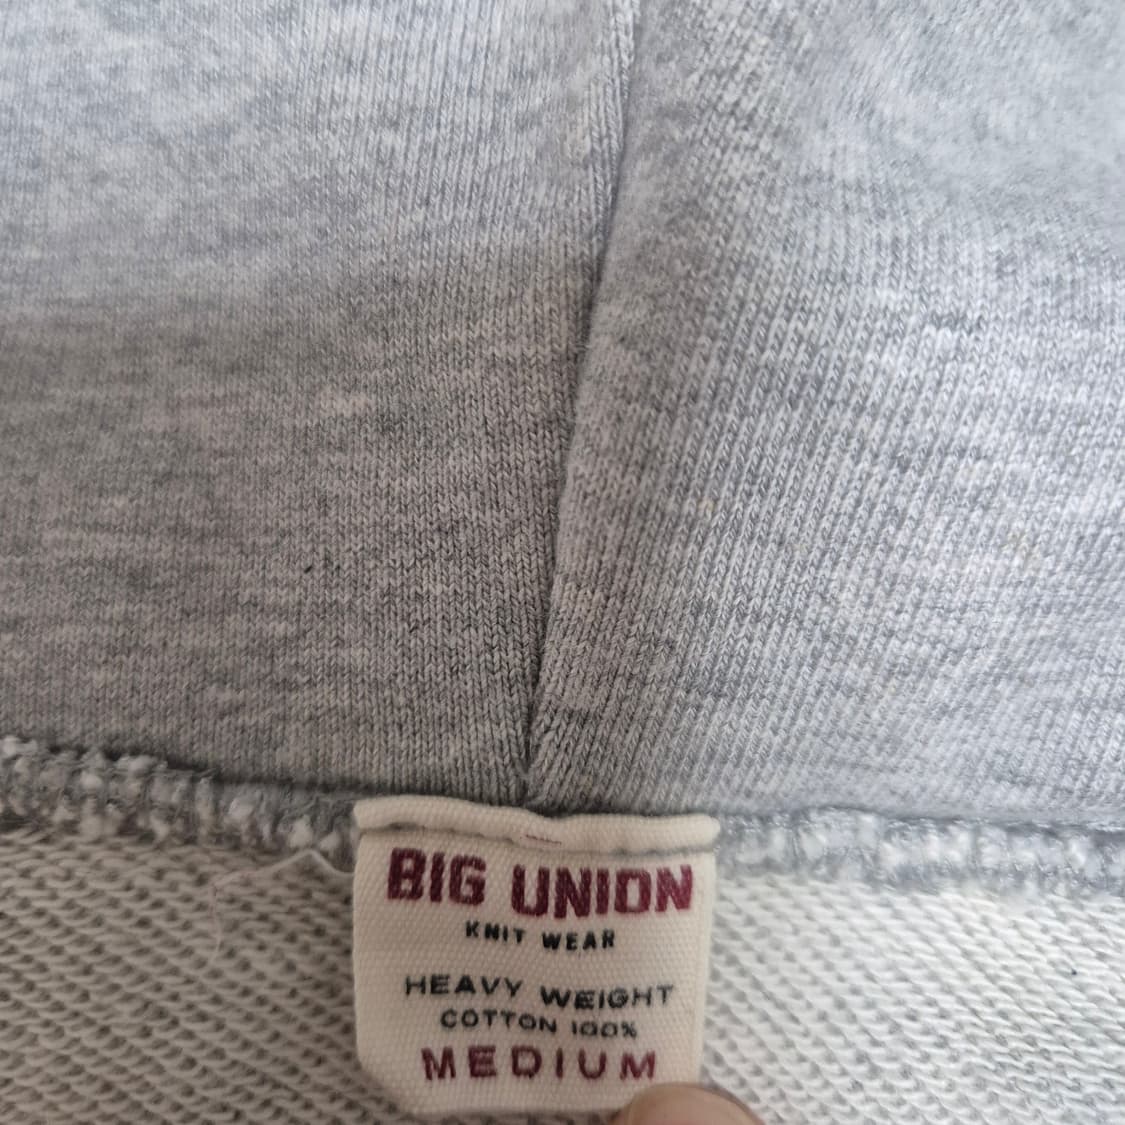 BIG UNION
KNIT WEAR
HEAVY WEIGHT
COTTON 100%
MEDIUM